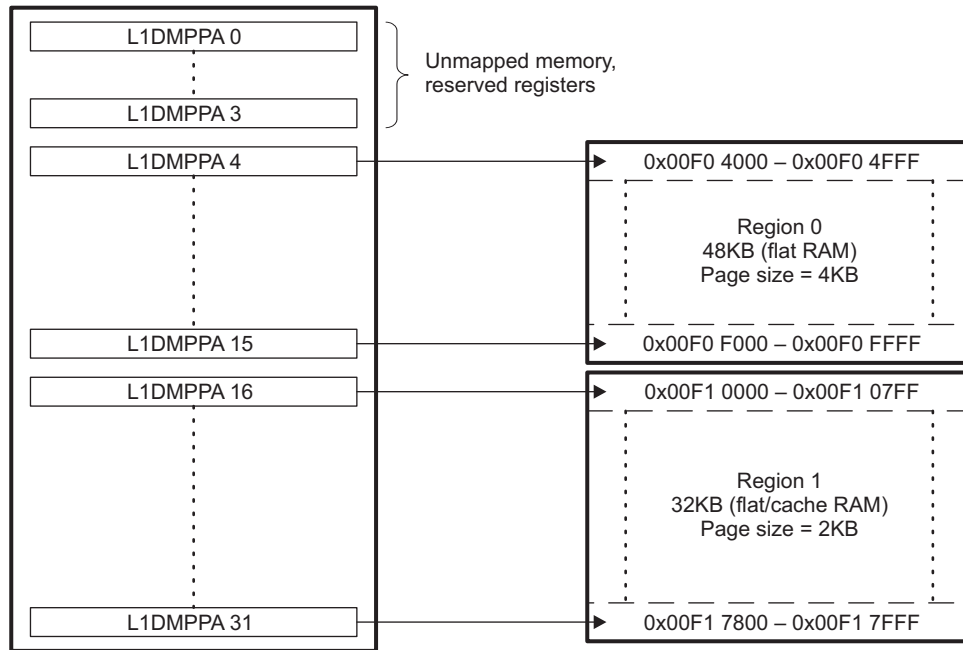 L1DMPPA 0
Unmapped memory,
reserved registers
L1DMPPA 3
L1DMPPA 4
0x00F0 4000 – 0x00F0 4FFF
Region 0
48KB (flat RAM)
Page size = 4KB
L1DMPPA 15
0x00F0 F000 – 0x00F0 FFFF
L1DMPPA 16
0x00F1 0000 – 0x00F1 07FF
Region 1
32KB (flat/cache RAM)
Page size = 2KB
L1DMPPA 31
0x00F1 7800 – 0x00F1 7FFF